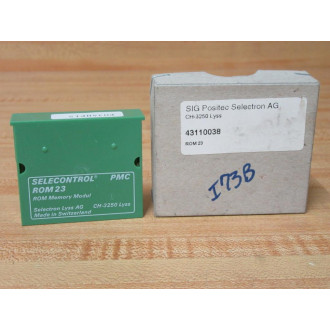 SELECONTROL® PMC
ROM 23
ROM Memory Modul
Selectron Lyss AG CH-3250 Lyss
Made in Switzerland
SIG Positec Selectron AG
CH-3250 Lyss
43110038
ROM 23
I73B